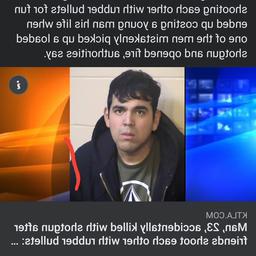 shooting each other with rubber bullets for fun
ended up costing a young man his life when
one of the men mistakenly picked up a loaded
shotgun and opened fire, authorities say.
i
KTLA.COM
Man, 23, accidentally killed with shotgun after
friends shoot each other with rubber bullets: ...